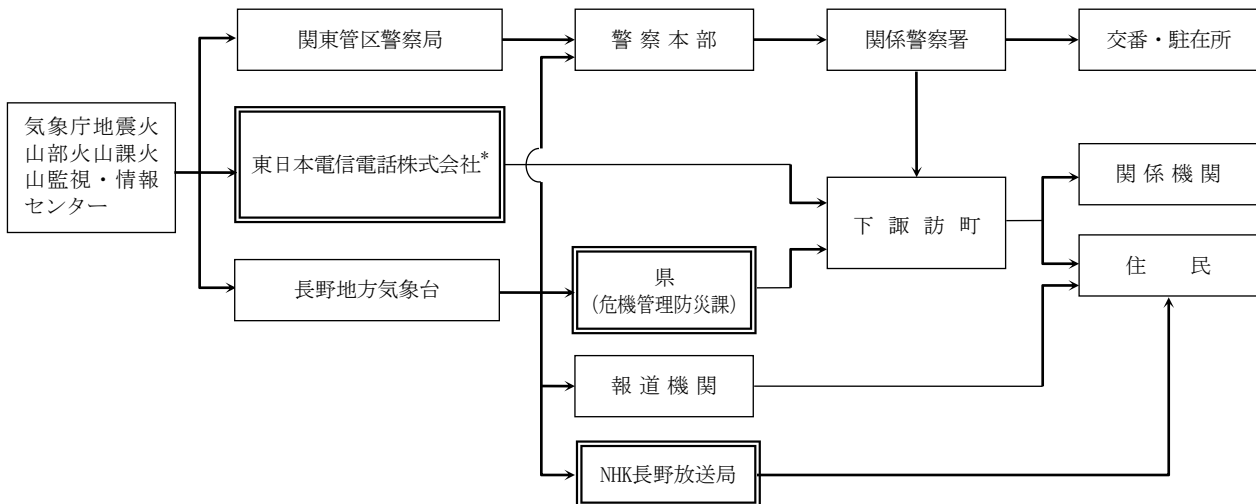 関東管区警察局
警察本部
関係警察署
交番・駐在所
気象庁地震火
山部火山課火
山監視・情報
センター
東日本電信電話株式会社*
関係機関
下諏訪町
住 民
長野地方気象台
県
(危機管理防災課)
報道機関
NHK長野放送局